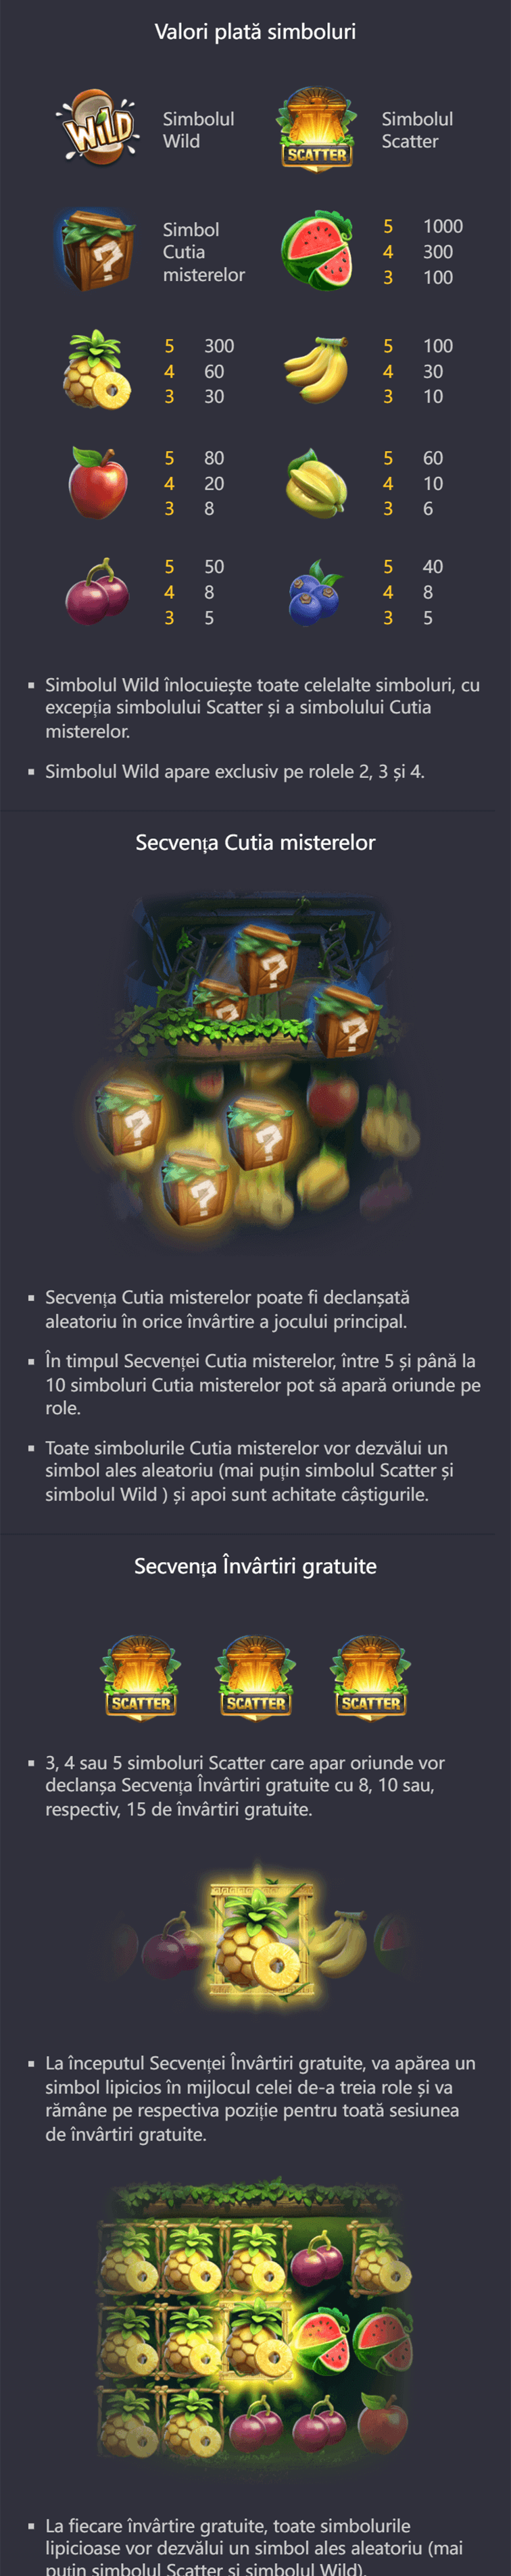 Valori plată simboluri
WILD
Simbolul
Wild
SCATTER
Simbolul
Scatter
?
Simbol
Cutia
misterelor
5 1000
4 300
3 100
5 300
4 60
3 30
5 100
4 30
3 10
5 80
4 20
3 8
5 60
4 10
3 6
5 50
4 8
3 5
5 40
4 8
3 5
▪ Simbolul Wild înlocuiește toate celelalte simboluri, cu
excepția simbolului Scatter și a simbolului Cutia
misterelor.
▪ Simbolul Wild apare exclusiv pe rolele 2, 3 și 4.
Secvența Cutia misterelor
?
?
?
?
?
?
▪ Secvența Cutia misterelor poate fi declanșată
aleatoriu în orice învârtire a jocului principal.
▪ În timpul Secvenței Cutia misterelor, între 5 și până la
10 simboluri Cutia misterelor pot să apară oriunde pe
role.
▪ Toate simbolurile Cutia misterelor vor dezvălui un
simbol ales aleatoriu (mai puțin simbolul Scatter și
simbolul Wild ) și apoi sunt achitate câștigurile.
Secvența Învârtiri gratuite
SCATTER SCATTER SCATTER
▪ 3, 4 sau 5 simboluri Scatter care apar oriunde vor
declanșa Secvența Învârtiri gratuite cu 8, 10 sau,
respectiv, 15 de învârtiri gratuite.
▪ La începutul Secvenței Învârtiri gratuite, va apărea un
simbol lipicios în mijlocul celei de-a treia role și va
rămâne pe respectiva poziție pentru toată sesiunea
de învârtiri gratuite.
▪ La fiecare învârtire gratuite, toate simbolurile
lipicioase vor dezvălui un simbol ales aleatoriu (mai
puțin simbolul Scatter și simbolul Wild).